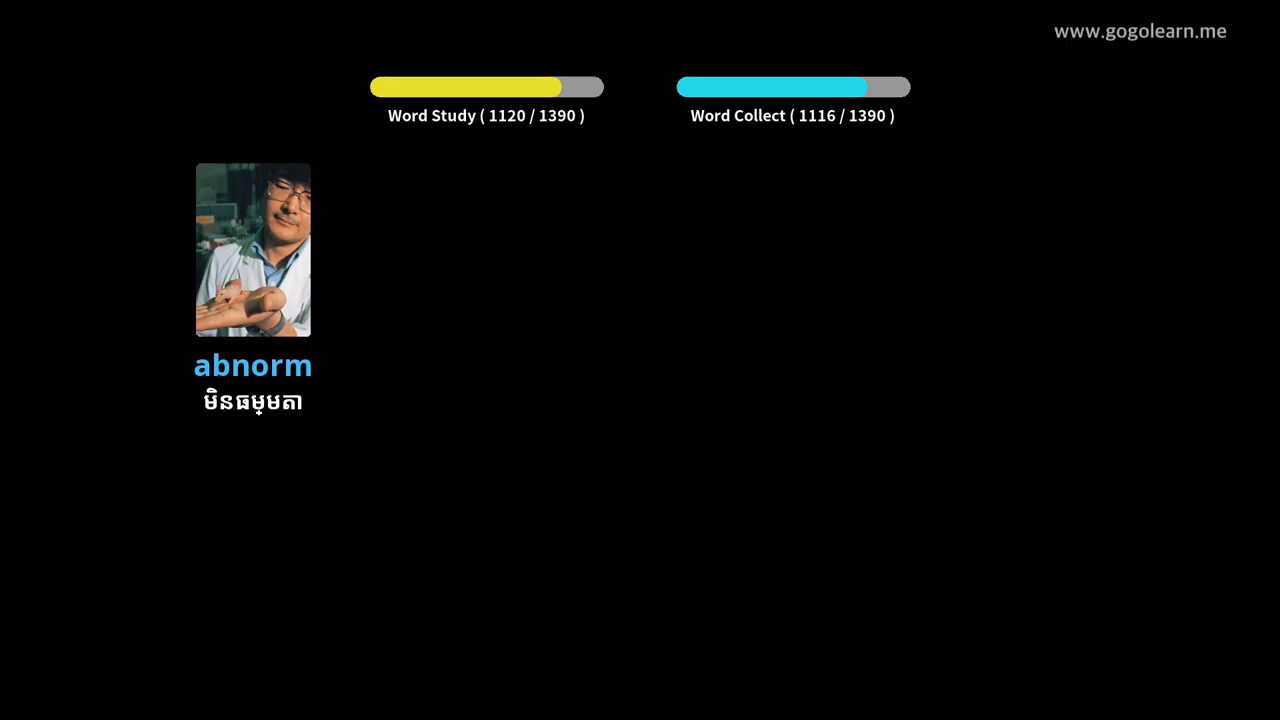 www.gogolearn.me
Word Study ( 1120 / 1390 )
Word Collect ( 1116 / 1390 )
abnorm
មិនធម្មតា